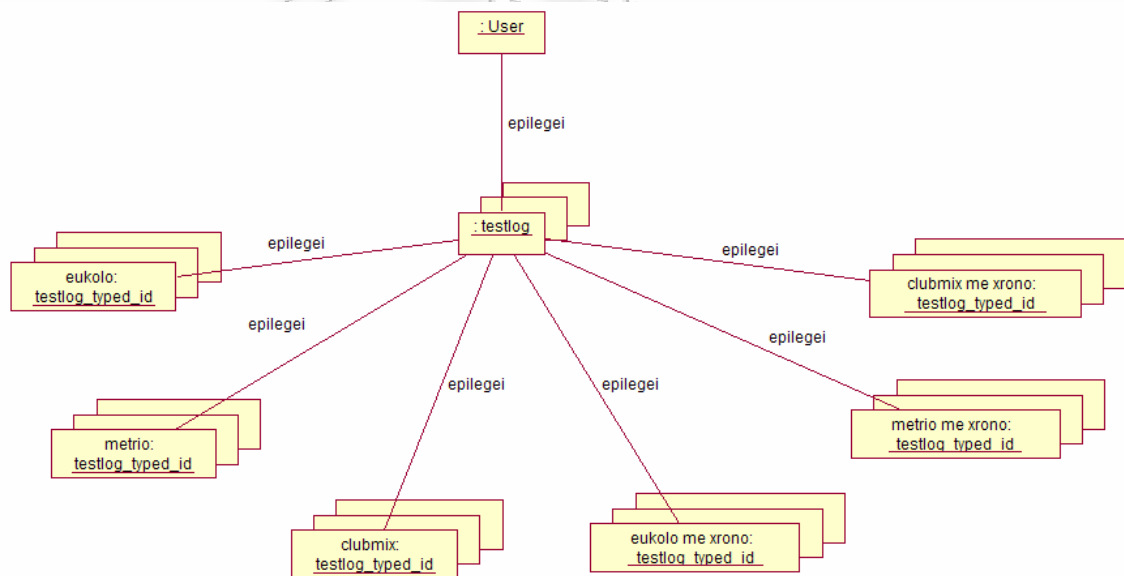 : User
epilegei
: testlog
epilegei
epilegei
eukolo:
testlog_typed_id
clubmix me xrono:
testlog_typed_id
epilegei
epilegei
epilegei
epilegei
metrio:
testlog_typed_id
metrio me xrono:
testlog_typed_id
clubmix:
testlog_typed_id
eukolo me xrono:
testlog_typed_id